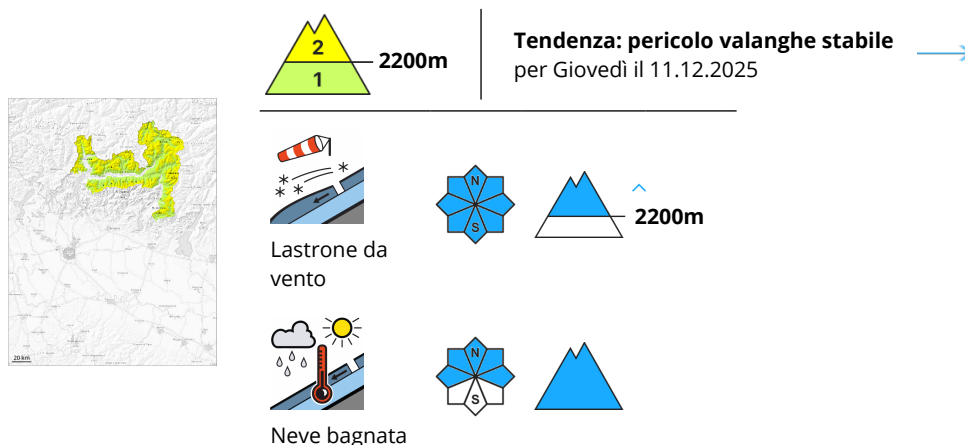 2
1
2200m
Tendenza: pericolo valanghe stabile
per Giovedì il 11.12.2025
20 km
N
S
2200m
Lastrone da
vento
N
S
Neve bagnata